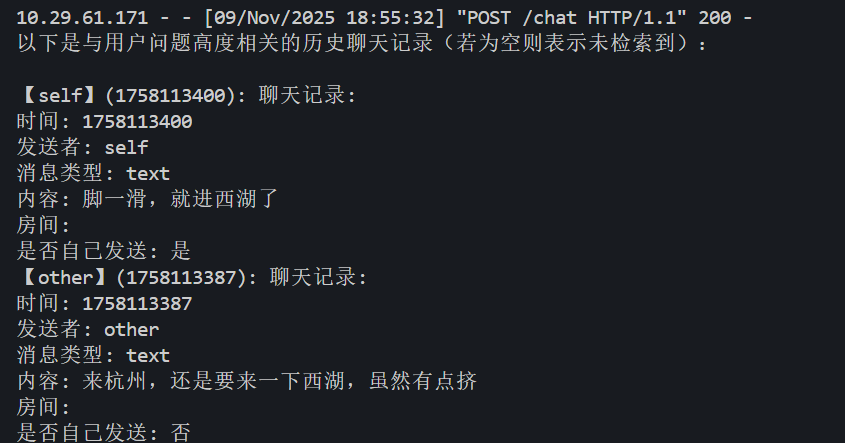 10.29.61.171 - - [09/Nov/2025 18:55:32] "POST /chat HTTP/1.1" 200 -
以下是与用户问题高度相关的历史聊天记录（若为空则表示未检索到）：
【self】(1758113400): 聊天记录:
时间: 1758113400
发送者: self
消息类型: text
内容: 脚一滑，就进西湖了
房间:
是否自己发送: 是
【other】(1758113387): 聊天记录:
时间: 1758113387
发送者: other
消息类型: text
内容: 来杭州，还是要来一下西湖，虽然有点挤
房间:
是否自己发送: 否